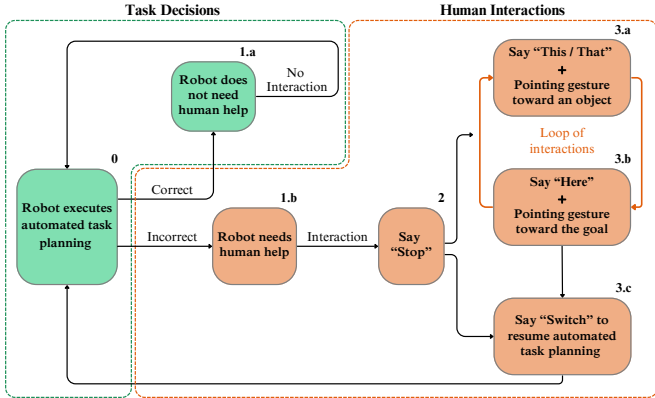 Task Decisions
Human Interactions
1.a
Robot does
not need
human help
No
Interaction
3.a
Say “This / That”
+
Pointing gesture
toward an object
Loop of
interactions
0
Robot executes
automated task
planning
Correct
Incorrect
1.b
Robot needs
human help
Interaction
2
Say
“Stop”
3.b
Say “Here”
+
Pointing gesture
toward the goal
3.c
Say “Switch” to
resume automated
task planning